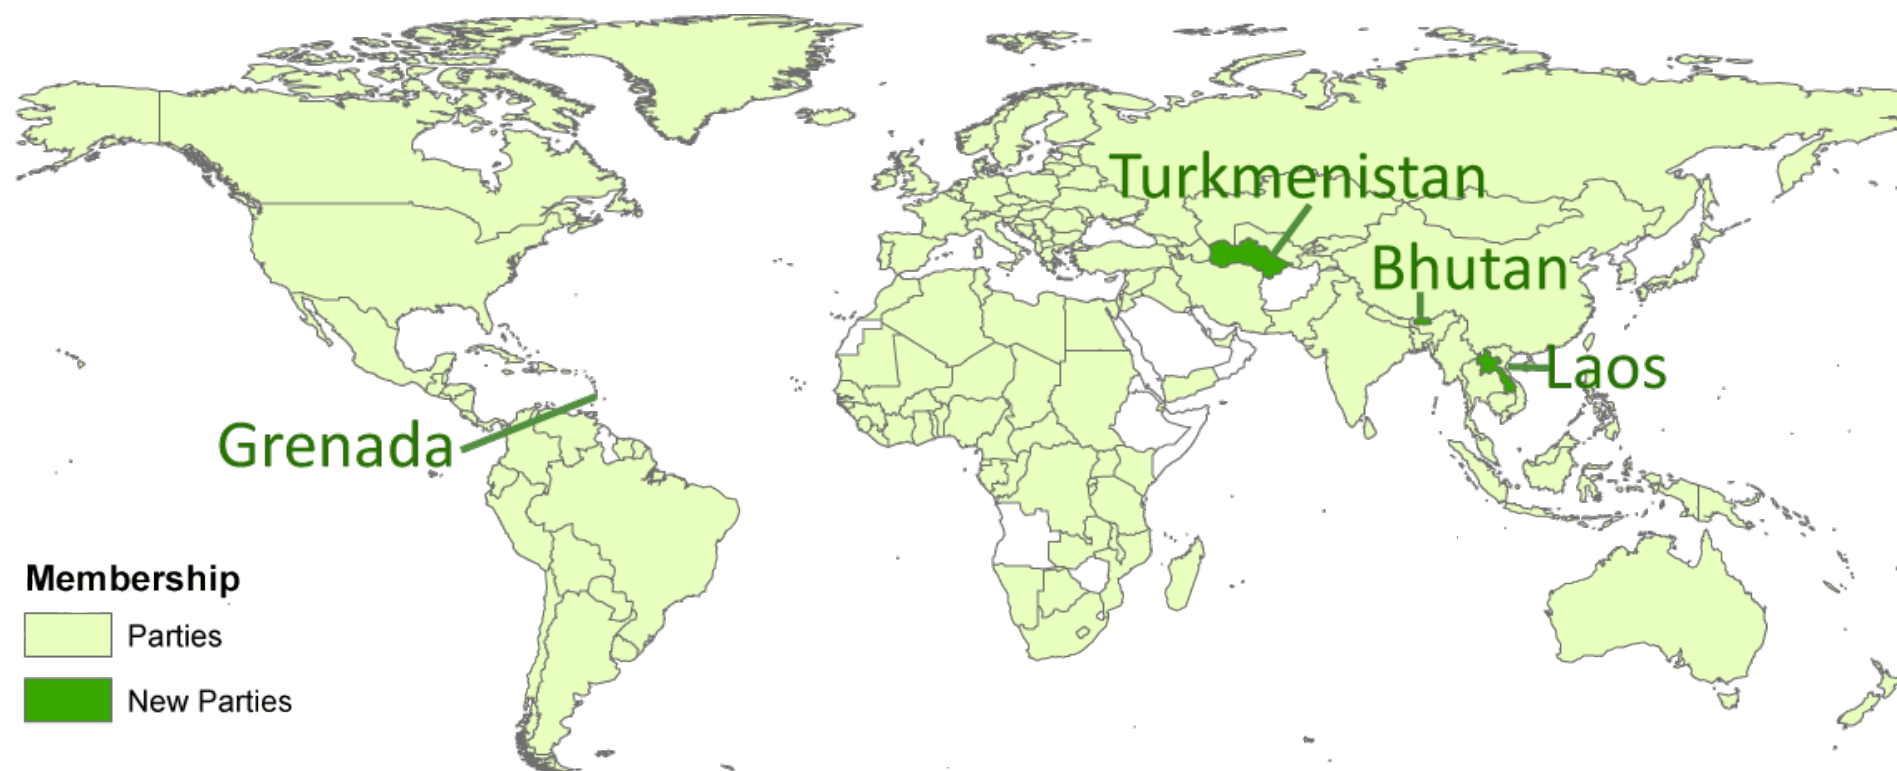 Turkmenistan
Bhutan
Laos
Grenada
Membership
Parties
New Parties